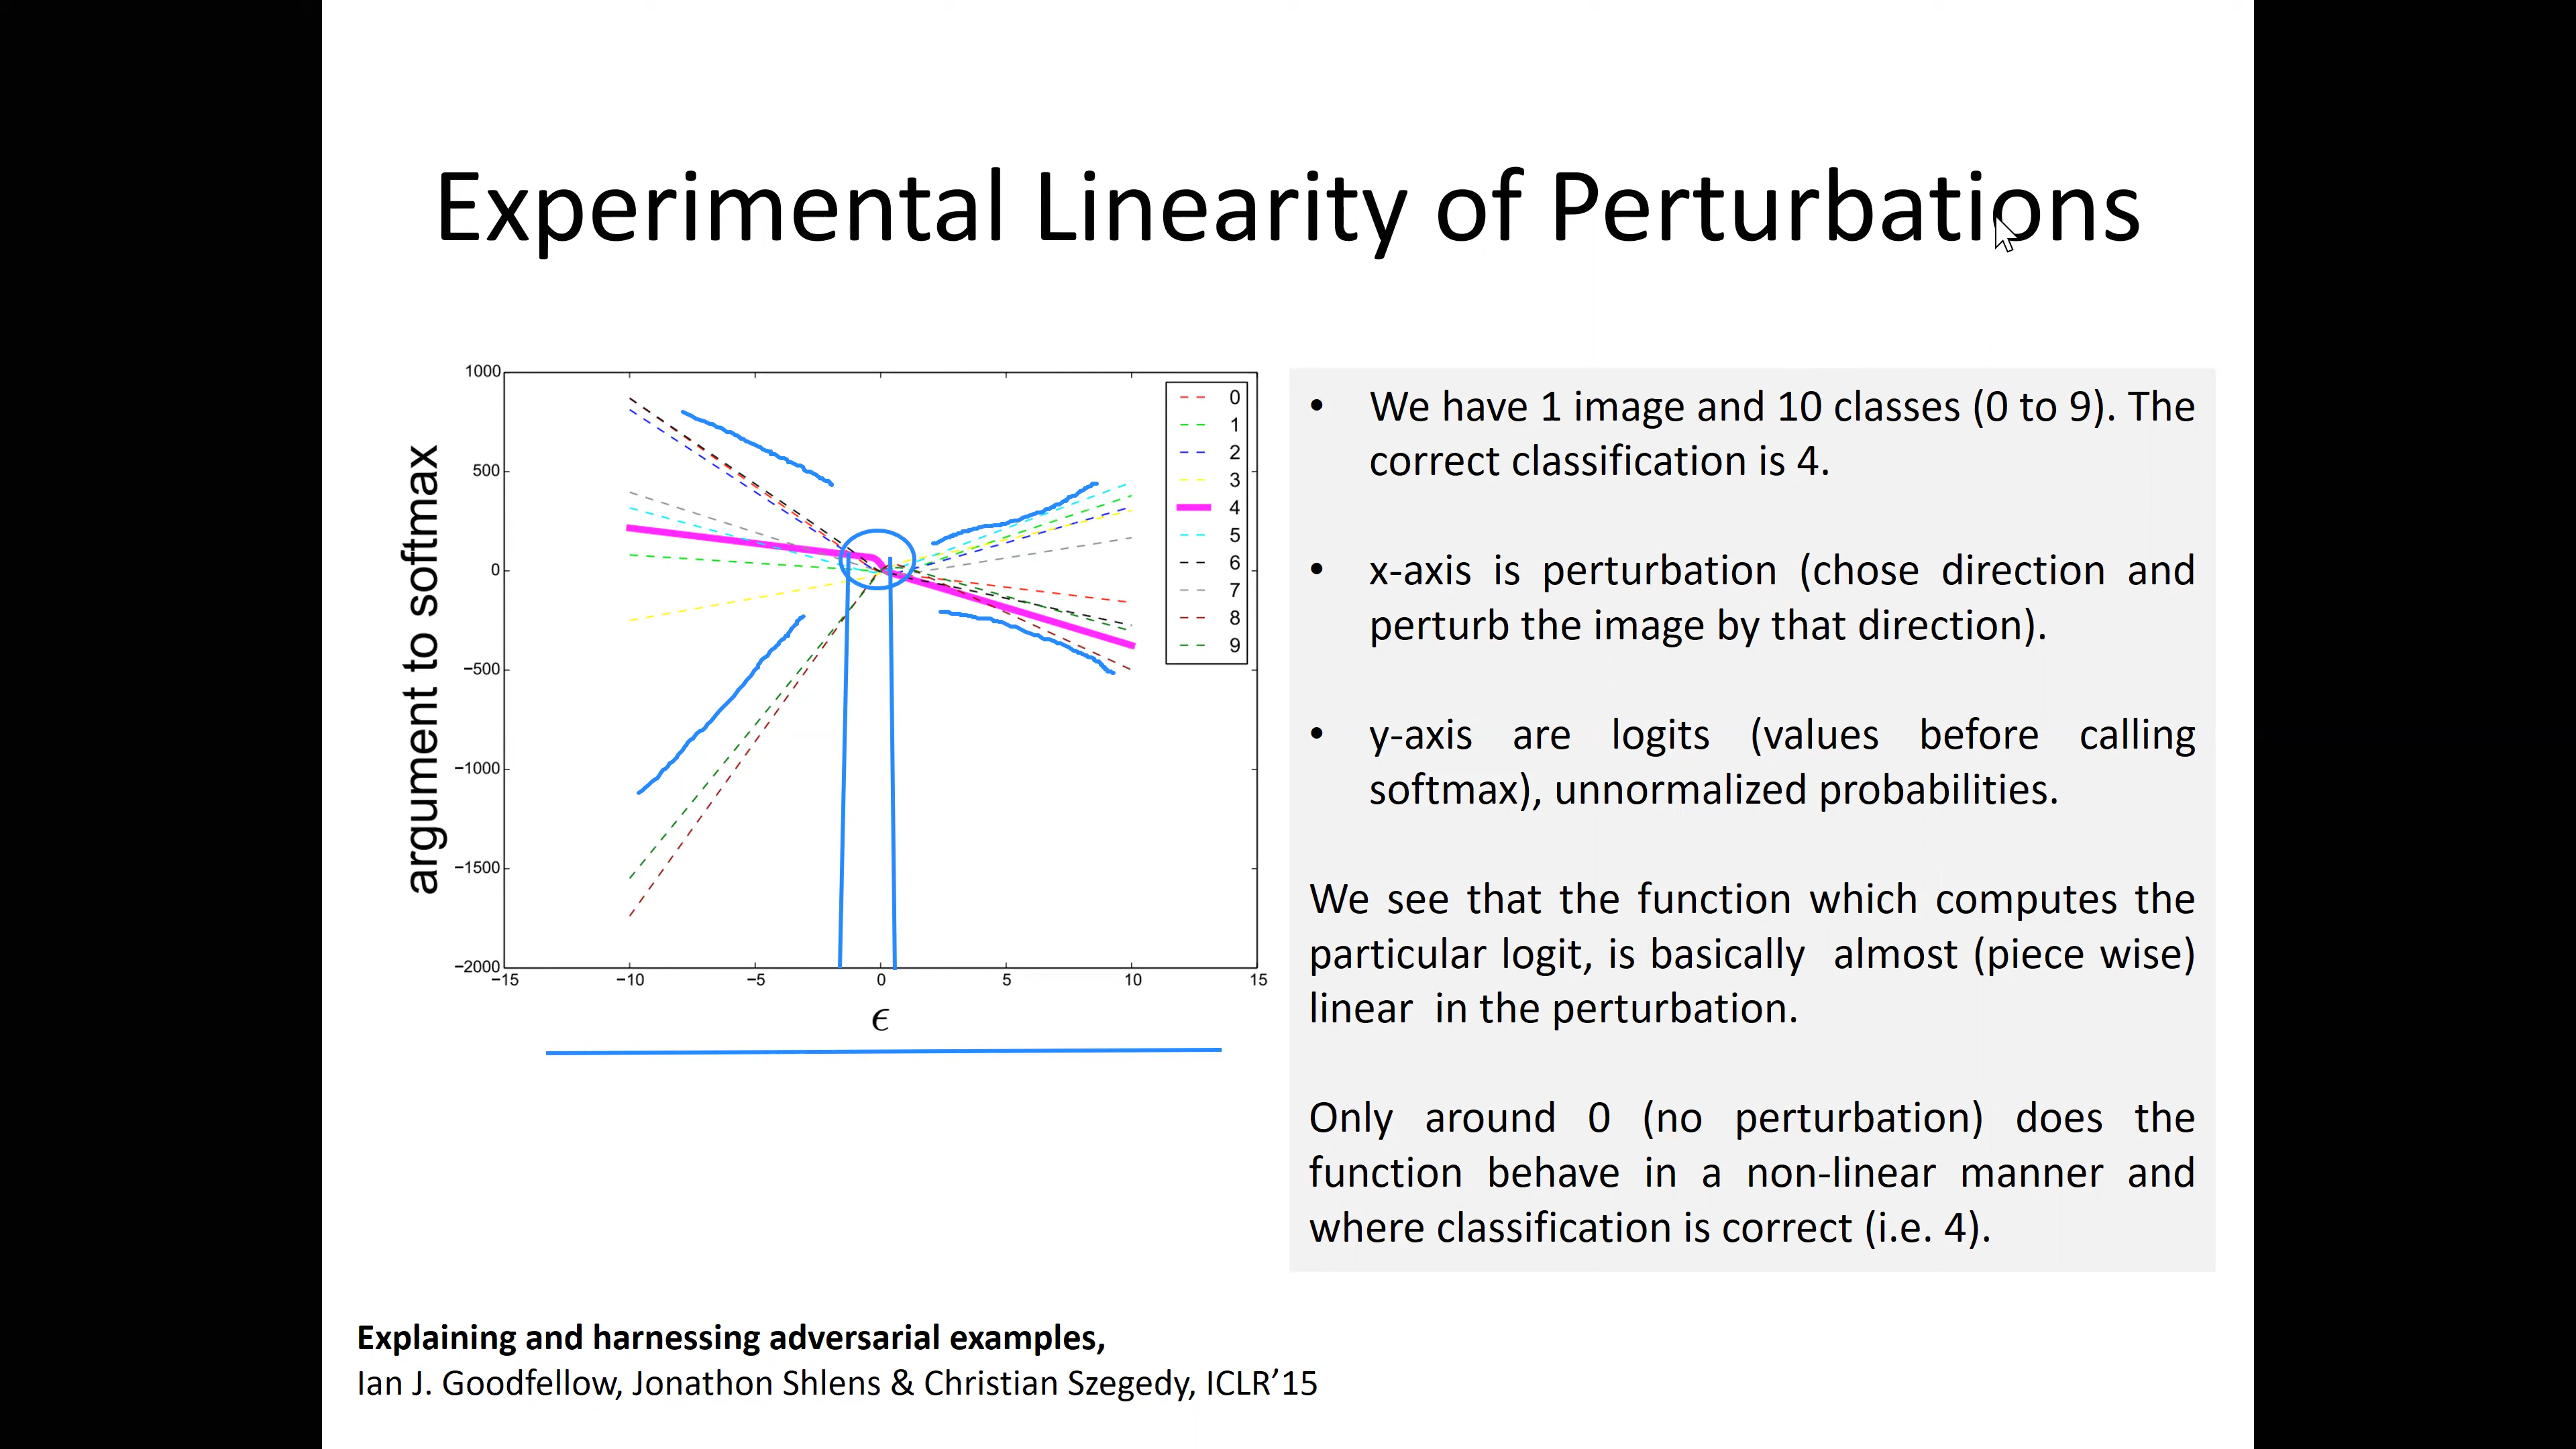 Experimental Linearity of Perturbations
argument to softmax
1000
500
0
−500
−1000
−1500
−2000
−15
−10
−5
0
5
10
15
ϵ
0
1
2
3
4
5
6
7
8
9
• We have 1 image and 10 classes (0 to 9). The
correct classification is 4.
• x-axis is perturbation (chose direction and
perturb the image by that direction).
• y-axis are logits (values before calling
softmax), unnormalized probabilities.
We see that the function which computes the
particular logit, is basically almost (piece wise)
linear in the perturbation.
Only around 0 (no perturbation) does the
function behave in a non-linear manner and
where classification is correct (i.e. 4).
Explaining and harnessing adversarial examples,
Ian J. Goodfellow, Jonathon Shlens & Christian Szegedy, ICLR’15